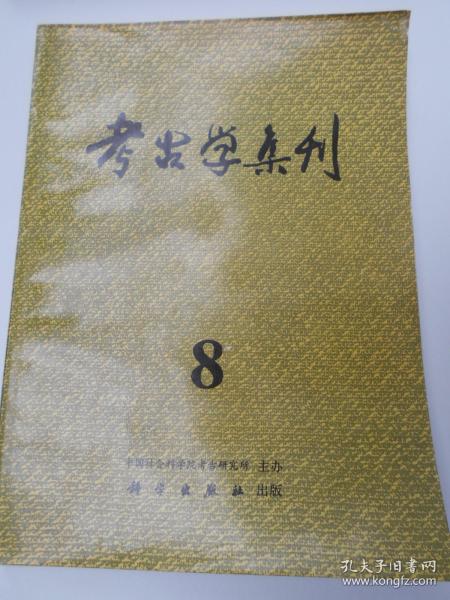 考古学集刊
8
中国社会科学院考古研究所 主办
科学出版社 出版
孔夫子旧书网
www.kongfz.com